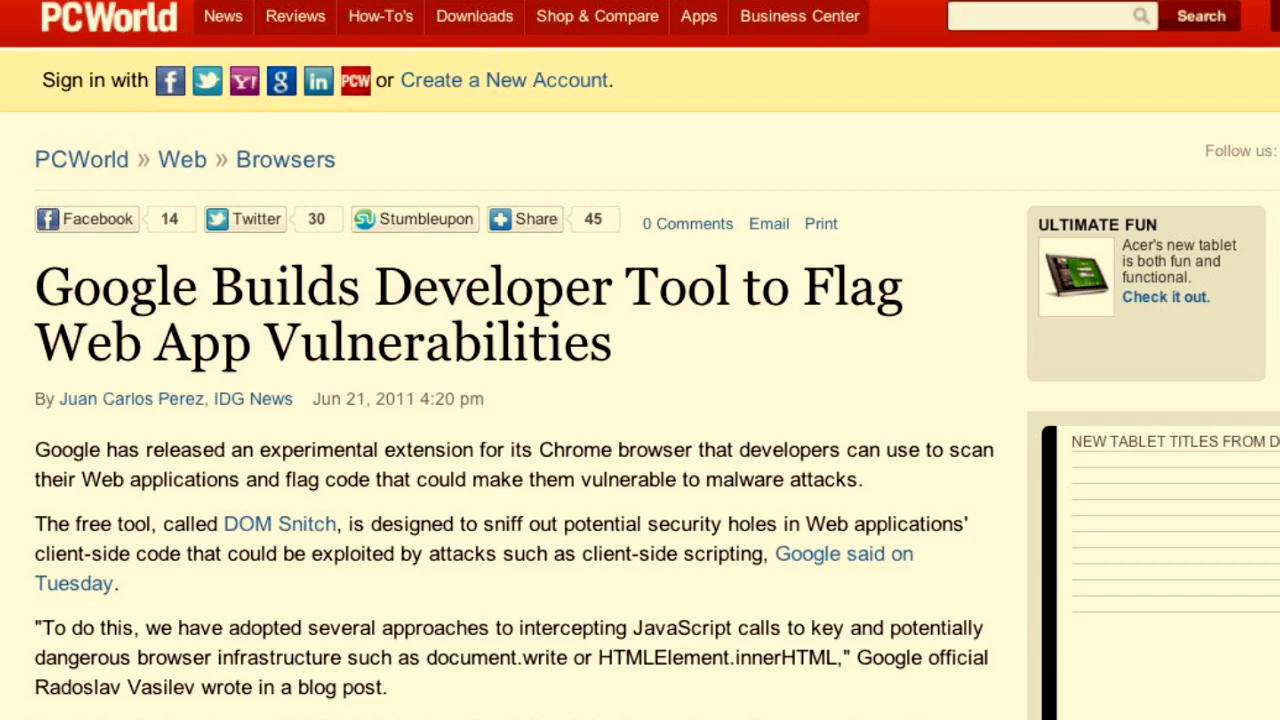 PCWorld News Reviews How-To's Downloads Shop & Compare Apps Business Center Search
Sign in with PCW or Create a New Account.
PCWorld » Web » Browsers
Follow us:
Facebook 14 Twitter 30 Stumbleupon Share 45 0 Comments Email Print
Google Builds Developer Tool to Flag
Web App Vulnerabilities
By Juan Carlos Perez, IDG News Jun 21, 2011 4:20 pm
Google has released an experimental extension for its Chrome browser that developers can use to scan
their Web applications and flag code that could make them vulnerable to malware attacks.
The free tool, called DOM Snitch, is designed to sniff out potential security holes in Web applications'
client-side code that could be exploited by attacks such as client-side scripting, Google said on
Tuesday.
"To do this, we have adopted several approaches to intercepting JavaScript calls to key and potentially
dangerous browser infrastructure such as document.write or HTMLElement.innerHTML," Google official
Radoslav Vasilev wrote in a blog post.
ULTIMATE FUN
Acer's new tablet
is both fun and
functional.
Check it out.
NEW TABLET TITLES FROM D